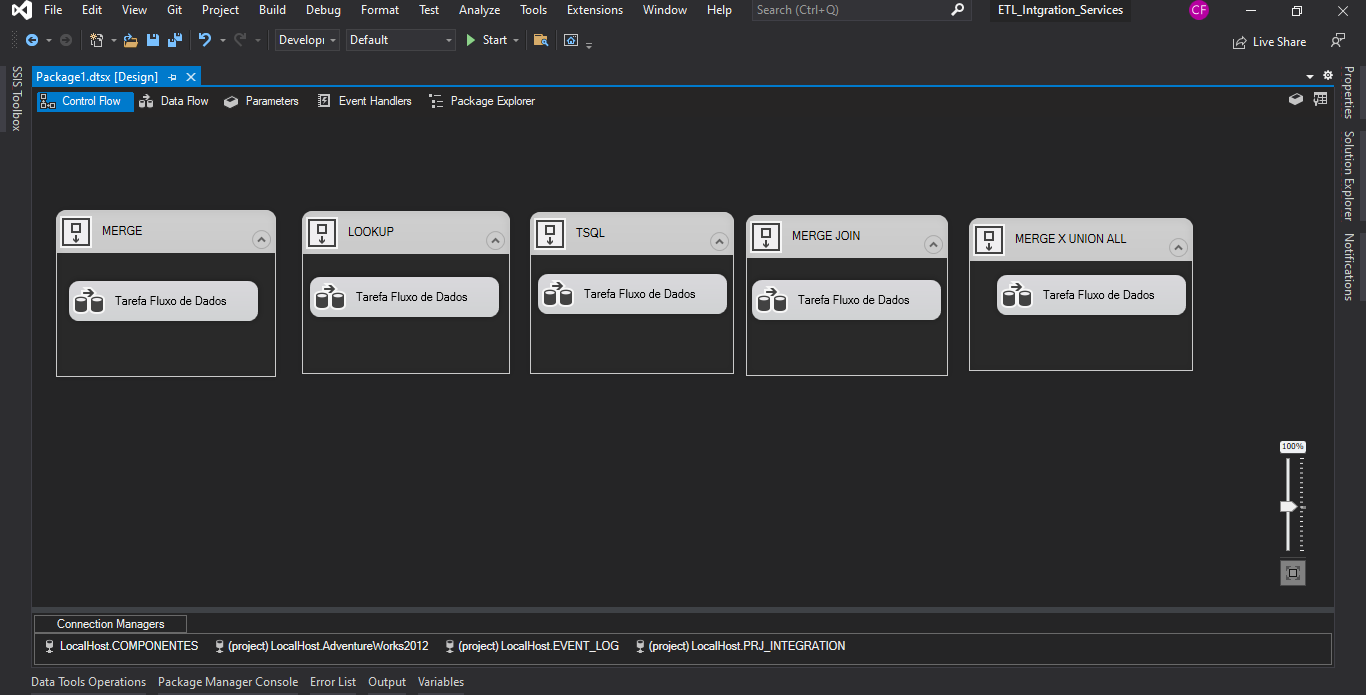 File Edit View Git Project Build Debug Format Test Analyze Tools Extensions Window Help Search (Ctrl+Q) ETL_Intgration_Services CF
Developi Default Start Live Share
SSIS Toolbox
Package1.dtsx [Design]
Control Flow Data Flow Parameters Event Handlers Package Explorer
MERGE
Tarefa Fluxo de Dados
LOOKUP
Tarefa Fluxo de Dados
TSQL
Tarefa Fluxo de Dados
MERGE JOIN
Tarefa Fluxo de Dados
MERGE X UNION ALL
Tarefa Fluxo de Dados
Properties
Solution Explorer
Notifications
100%
Connection Managers
LocalHost.COMPONENTES (project) LocalHost.AdventureWorks2012 (project) LocalHost.EVENT_LOG (project) LocalHost.PRJ_INTEGRATION
Data Tools Operations Package Manager Console Error List Output Variables